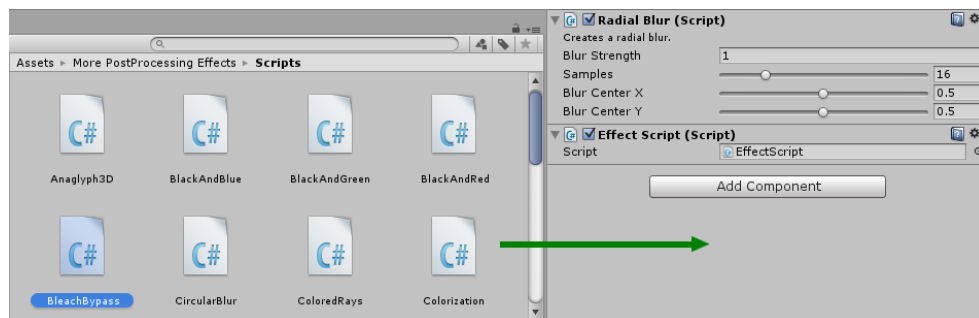 Assets ▸ More PostProcessing Effects ▸ Scripts
C# C# C# C#
Anaglyph3D BlackAndBlue BlackAndGreen BlackAndRed
C# C# C# C#
BleachBypass CircularBlur ColoredRays Colorization
Radial Blur (Script)
Creates a radial blur.
Blur Strength 1
Samples 16
Blur Center X 0.5
Blur Center Y 0.5
Effect Script (Script)
Script EffectScript
Add Component